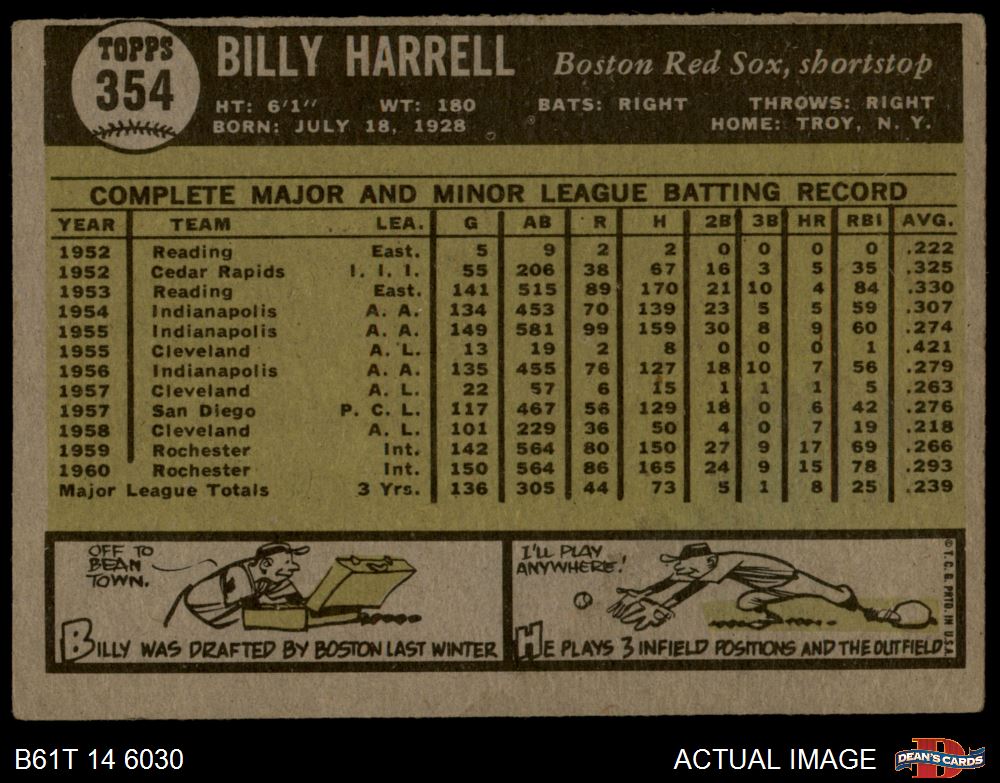 TOPPS
354
BILLY HARRELL Boston Red Sox, shortstop
HT: 6'1" WT: 180 BATS: RIGHT THROWS: RIGHT
BORN: JULY 18, 1928 HOME: TROY, N. Y.
COMPLETE MAJOR AND MINOR LEAGUE BATTING RECORD
YEAR TEAM LEA. G AB R H 2B 3B HR RBI AVG.
1952 Reading East. 5 9 2 2 0 0 0 0 .222
1952 Cedar Rapids I. I. I. 55 206 38 67 16 3 5 35 .325
1953 Reading East. 141 515 89 170 21 10 4 84 .330
1954 Indianapolis A. A. 134 453 70 139 23 5 5 59 .307
1955 Indianapolis A. A. 149 581 99 159 30 8 9 60 .274
1955 Cleveland A. L. 13 19 2 8 0 0 0 1 .421
1956 Indianapolis A. A. 135 455 76 127 18 10 7 56 .279
1957 Cleveland A. L. 22 57 6 15 1 1 1 5 .263
1957 San Diego P. C. L. 117 467 56 129 18 0 6 42 .276
1958 Cleveland A. L. 101 229 36 50 4 0 7 19 .218
1959 Rochester Int. 142 564 80 150 27 9 17 69 .266
1960 Rochester Int. 150 564 86 165 24 9 15 78 .293
Major League Totals 3 Yrs. 136 305 44 73 5 1 8 25 .239
OFF TO
BEAN
TOWN.
BILLY WAS DRAFTED BY BOSTON LAST WINTER
I'LL PLAY
ANYWHERE!
HE PLAYS 3 INFIELD POSITIONS AND THE OUTFIELD
© T. C. G. PRTD. IN U.S.A.
B61T 14 6030
ACTUAL IMAGE
D
DEAN'S CARDS